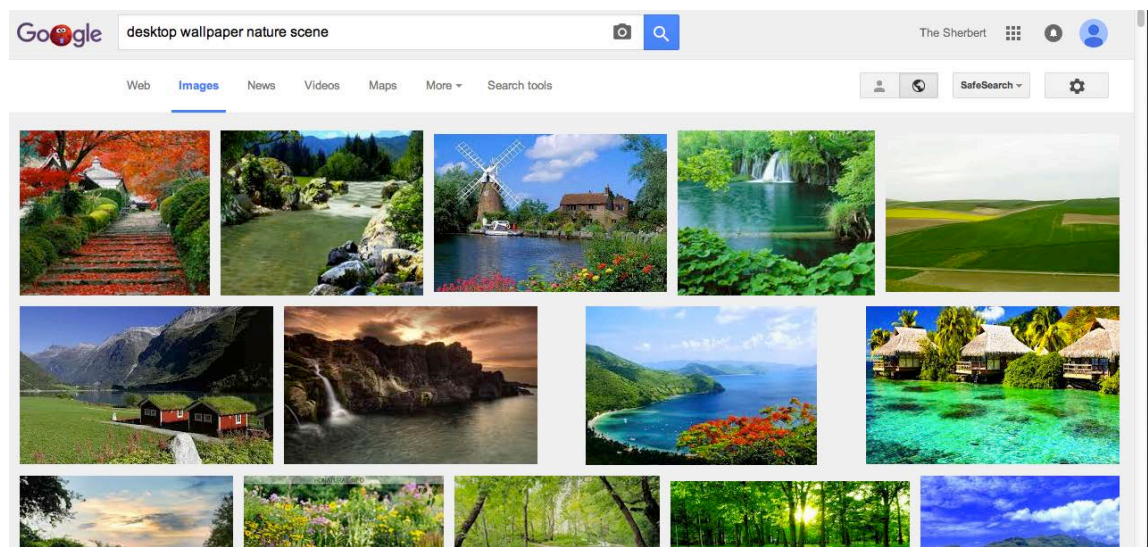 Google
desktop wallpaper nature scene
The Sherbert
Web Images News Videos Maps More Search tools
SafeSearch